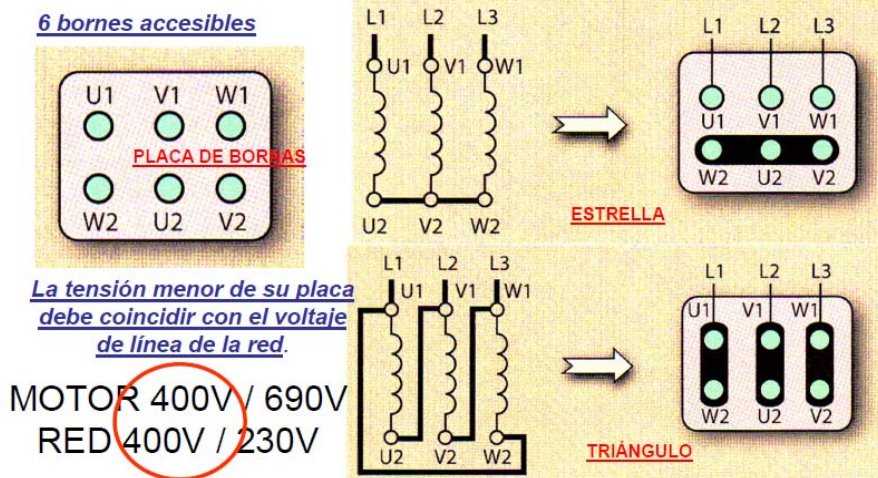 6 bornes accesibles
U1 V1 W1
PLACA DE BORNAS
W2 U2 V2
La tensión menor de su placa
debe coincidir con el voltaje
de línea de la red.
MOTOR 400V / 690V
RED 400V / 230V
L1 L2 L3
U1 V1 W1
U2 V2 W2
ESTRELLA
L1 L2 L3
U1 V1 W1
W2 U2 V2
L1 L2 L3
U1 V1 W1
U2 V2 W2
TRIÁNGULO
L1 L2 L3
U1 V1 W1
W2 U2 V2